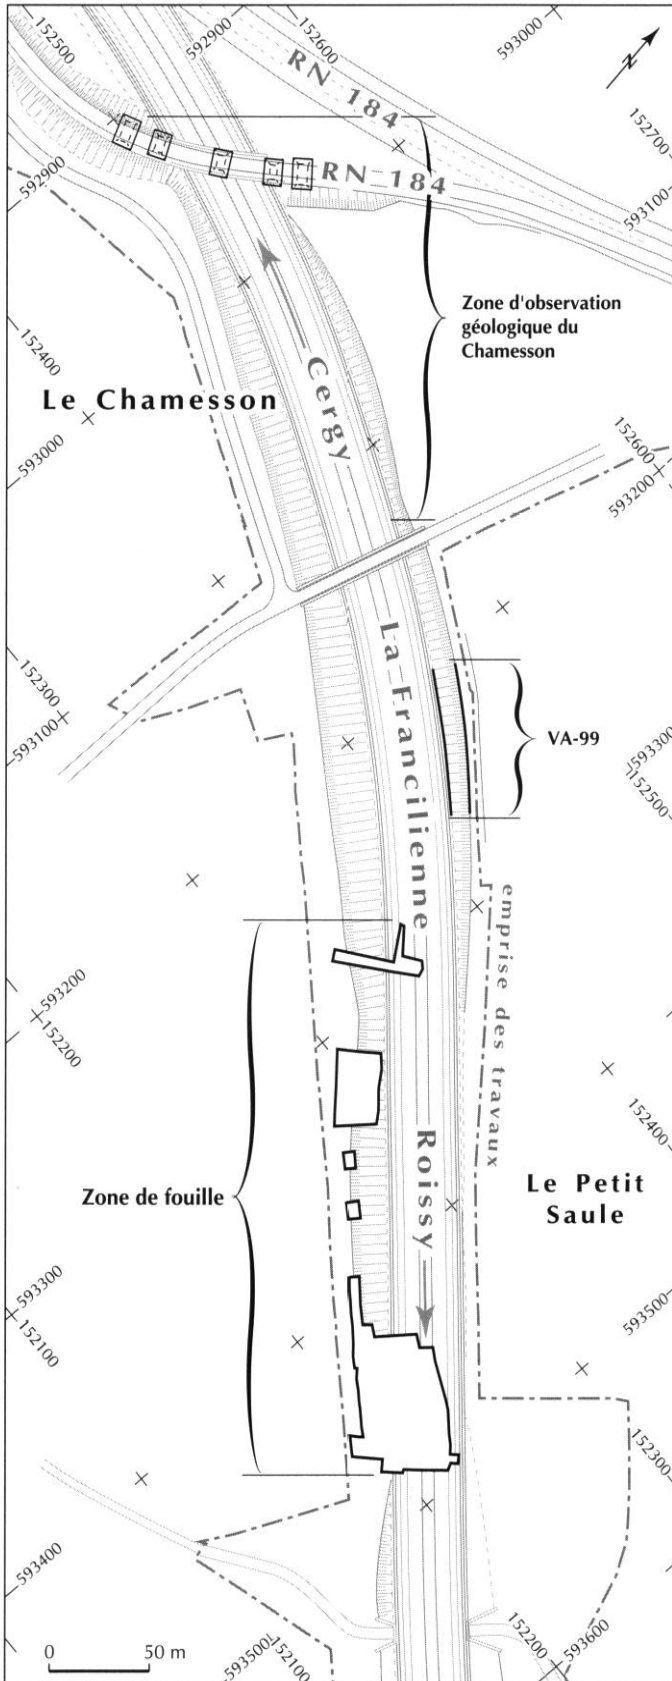 152500
592900
152600
593000
N
RN 184
152700
RN 184
593100
592900
Zone d'observation
géologique du
Chamesson
Cergy
152400
Le Chamesson
593000
152600
593200
La Francilienne
152300
593100
VA-99
593300
152500
emprise des travaux
593200
152200
152400
Roissy
Zone de fouille
Le Petit
Saule
593300
152100
593500
152300
593400
0 50 m
593500
152100
152200
593600